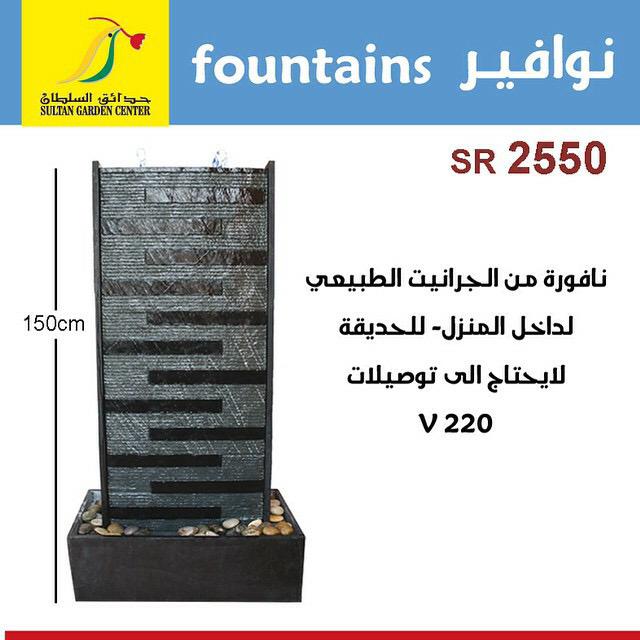 حدائق السلطان
SULTAN GARDEN CENTER
fountains نوافير
SR 2550
150cm
نافورة من الجرانيت الطبيعي
لداخل المنزل- للحديقة
لايحتاج الى توصيلات
220 V